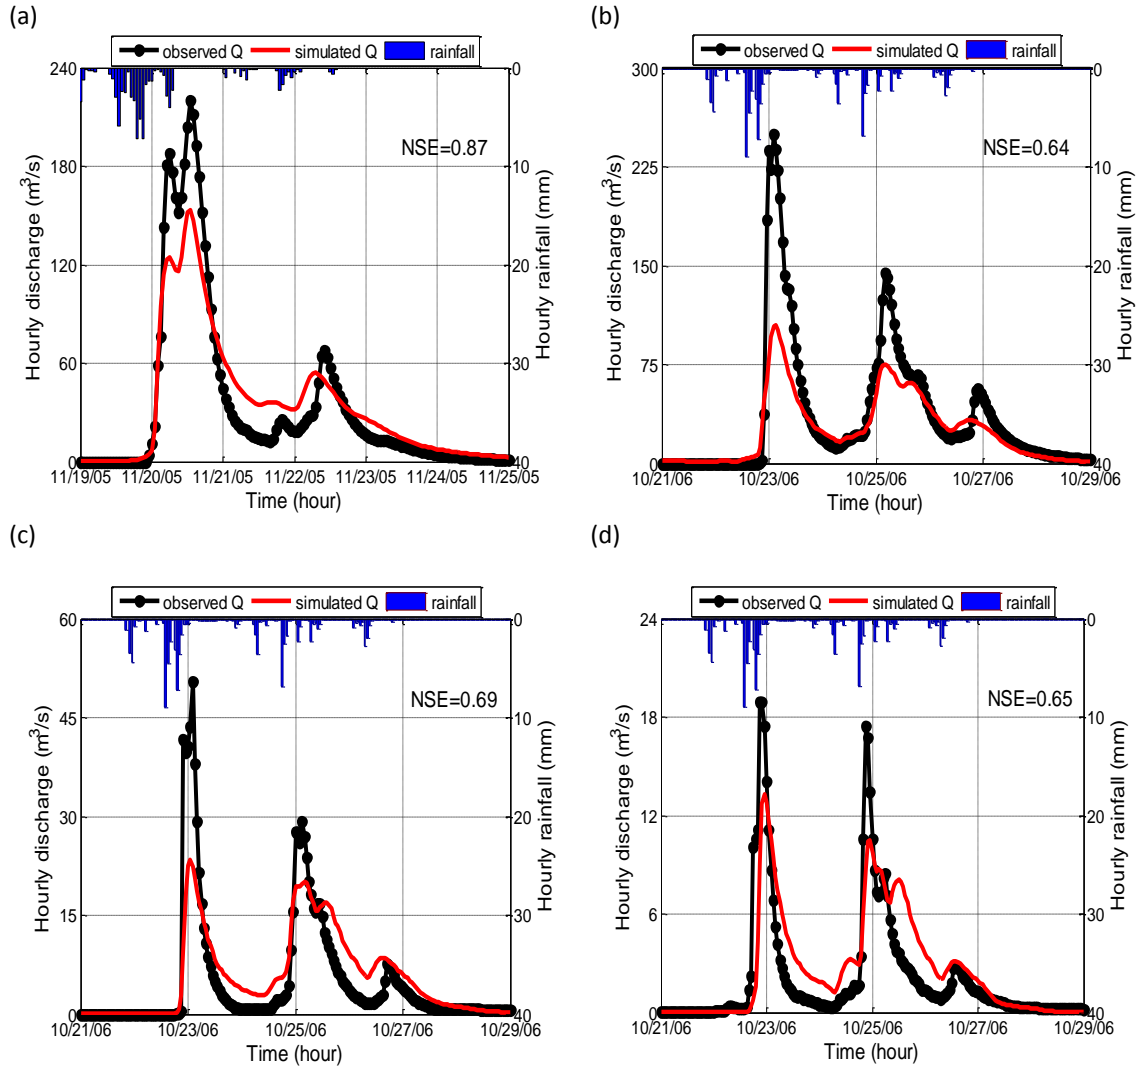 (a)
observed Q simulated Q rainfall
240 0
180 10
120 20
60 30
0 40
NSE=0.87
Hourly discharge (m³/s)
Hourly rainfall (mm)
11/19/05 11/20/05 11/21/05 11/22/05 11/23/05 11/24/05 11/25/05
Time (hour)
(b)
observed Q simulated Q rainfall
300 0
225 10
150 20
75 30
0 40
NSE=0.64
Hourly discharge (m³/s)
Hourly rainfall (mm)
10/21/06 10/23/06 10/25/06 10/27/06 10/29/06
Time (hour)
(c)
observed Q simulated Q rainfall
60 0
45 10
30 20
15 30
0 40
NSE=0.69
Hourly discharge (m³/s)
Hourly rainfall (mm)
10/21/06 10/23/06 10/25/06 10/27/06 10/29/06
Time (hour)
(d)
observed Q simulated Q rainfall
24 0
18 10
12 20
6 30
0 40
NSE=0.65
Hourly discharge (m³/s)
Hourly rainfall (mm)
10/21/06 10/23/06 10/25/06 10/27/06 10/29/06
Time (hour)